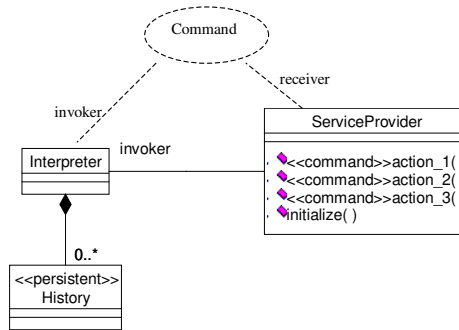 Command
receiver
invoker
ServiceProvider
invoker
Interpreter
<<command>>action_1(
<<command>>action_2(
<<command>>action_3(
initialize( )
0..*
<<persistent>>
History